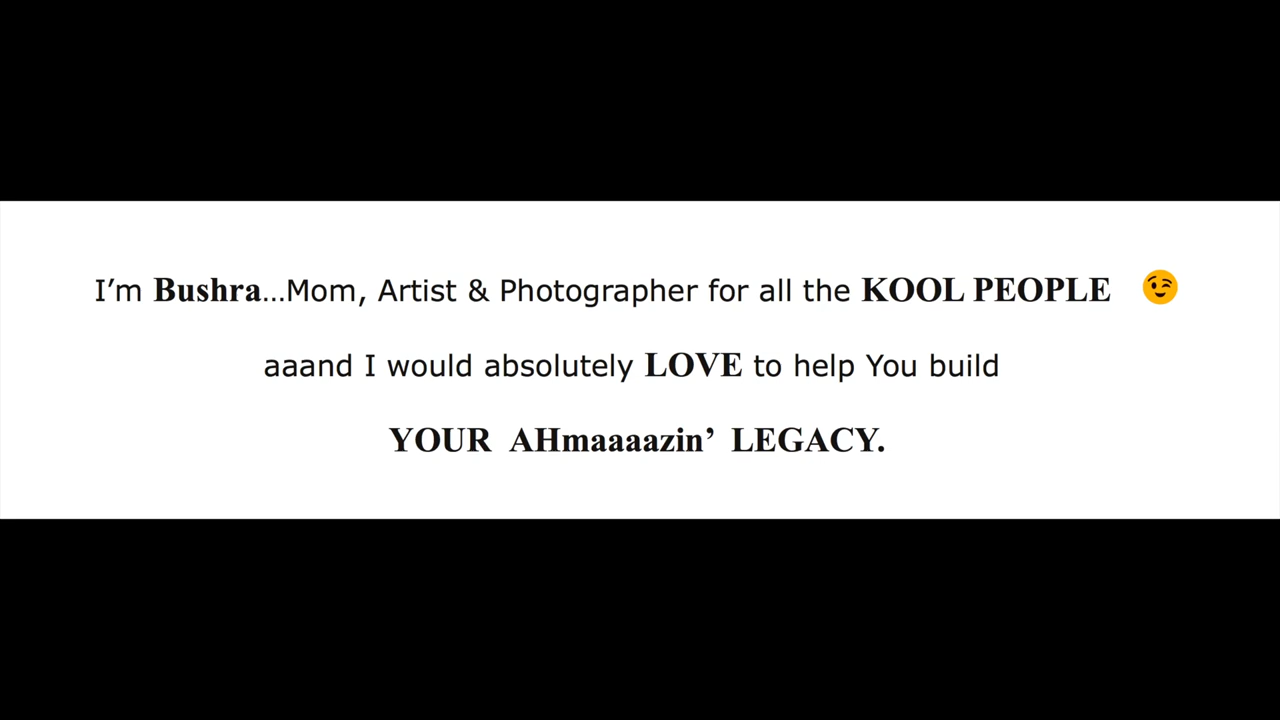 I’m Bushra…Mom, Artist & Photographer for all the KOOL PEOPLE 😉
aaand I would absolutely LOVE to help You build
YOUR AHmaaaazin’ LEGACY.